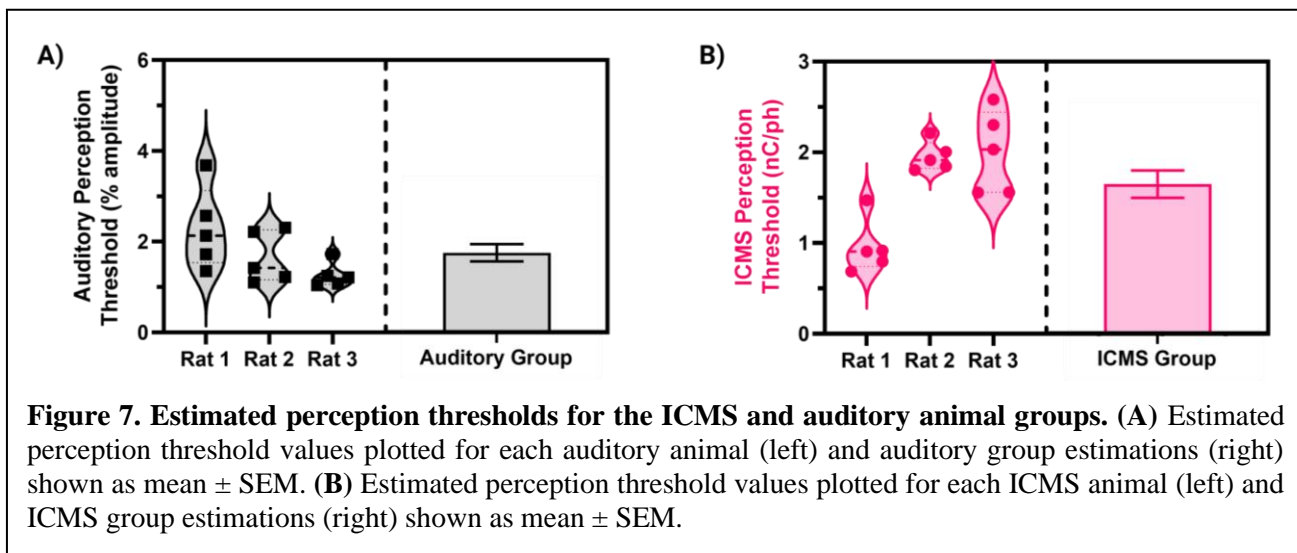 A)
6
4
2
0
Auditory Perception
Threshold (% amplitude)
Rat 1 Rat 2 Rat 3 Auditory Group
B)
3
2
1
0
ICMS Perception
Threshold (nC/ph)
Rat 1 Rat 2 Rat 3 ICMS Group
Figure 7. Estimated perception thresholds for the ICMS and auditory animal groups. (A) Estimated
perception threshold values plotted for each auditory animal (left) and auditory group estimations (right)
shown as mean ± SEM. (B) Estimated perception threshold values plotted for each ICMS animal (left) and
ICMS group estimations (right) shown as mean ± SEM.